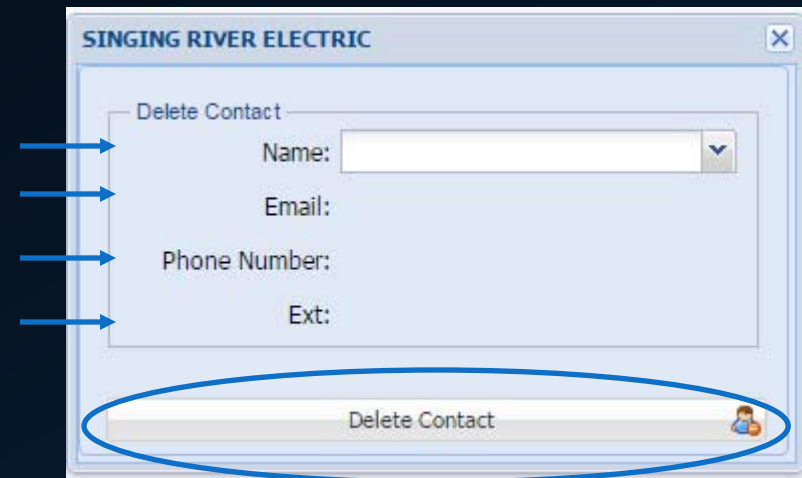 SINGING RIVER ELECTRIC
Delete Contact
Name:
Email:
Phone Number:
Ext:
Delete Contact